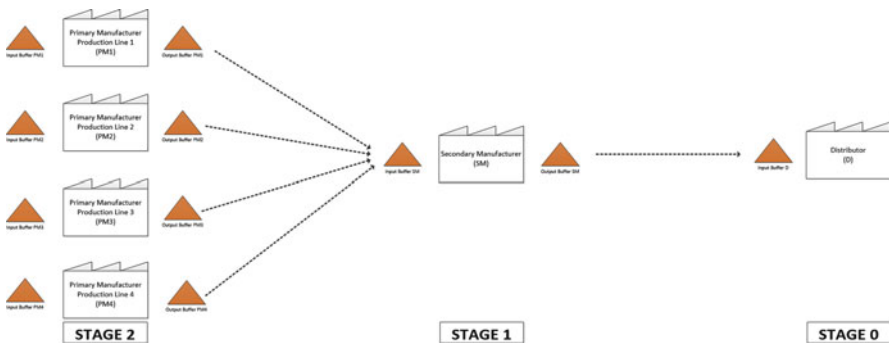 Input Buffer PM1
Primary Manufacturer
Production Line 1
(PM1)
Output Buffer PM1
Input Buffer PM2
Primary Manufacturer
Production Line 2
(PM2)
Output Buffer PM2
Input Buffer SM
Secondary Manufacturer
(SM)
Output Buffer SM
Input Buffer D
Distributor
(D)
Input Buffer PM3
Primary Manufacturer
Production Line 3
(PM3)
Output Buffer PM3
Input Buffer PM4
Primary Manufacturer
Production Line 4
(PM4)
Output Buffer PM4
STAGE 2
STAGE 1
STAGE 0